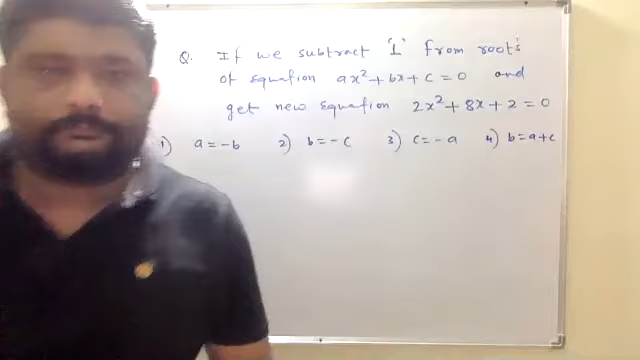 Q. If we subtract '1' from roots
of equation ax²+bx+c=0 and
get new equation 2x²+8x+2=0
1) a=-b 2) b=-c 3) c=-a 4) b=a+c